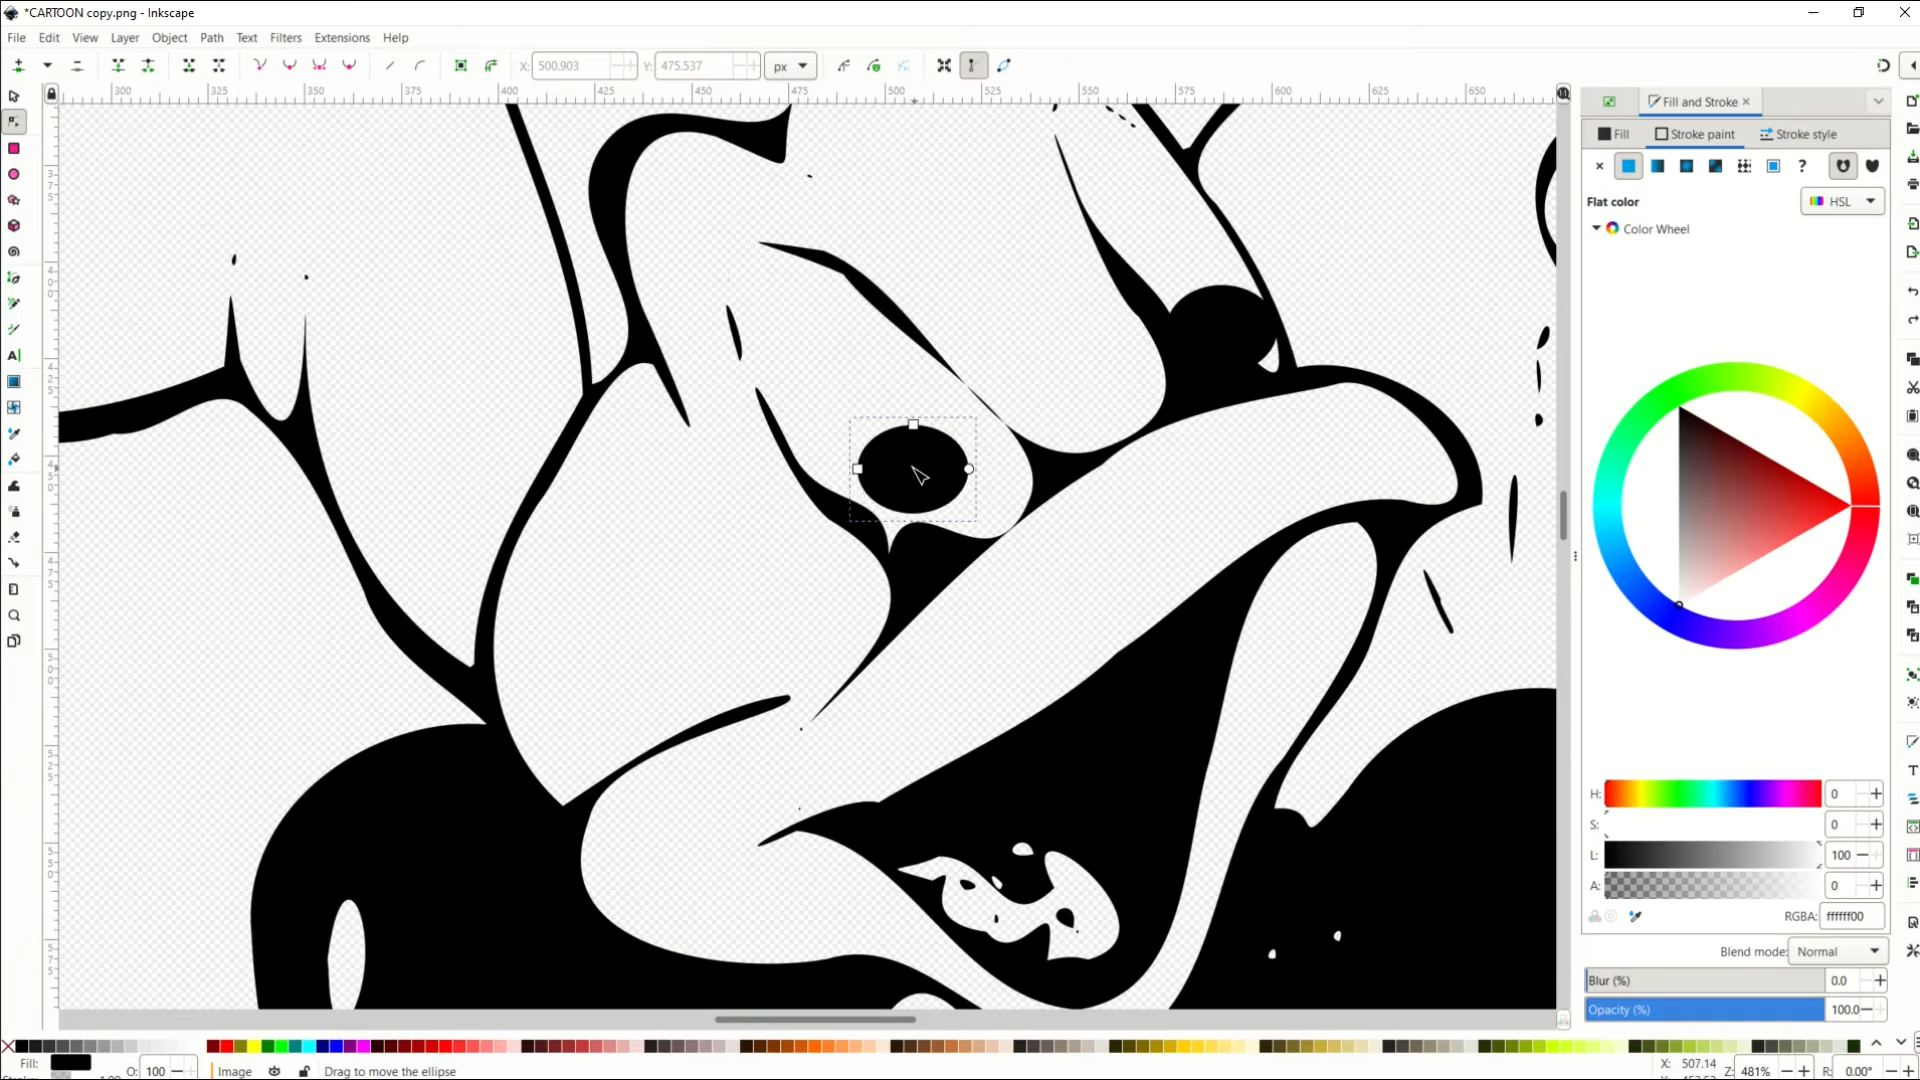 *CARTOON copy.png - Inkscape
File Edit View Layer Object Path Text Filters Extensions Help
X: 500.903 Y: 475.537 px
300 350 375 400 425 450 475 500 525 550 575 600 625 650
Fill and Stroke
Fill Stroke paint Stroke style
?
Flat color HSL
Color Wheel
H: 0
S: 0
L: 100
A: 0
RGBA: ffffff00
Blend mode: Normal
Blur (%) 0.0
Opacity (%) 100.0
Fill: O: 100 Image Drag to move the ellipse X: 507.14 Z: 481% R: 0.00°